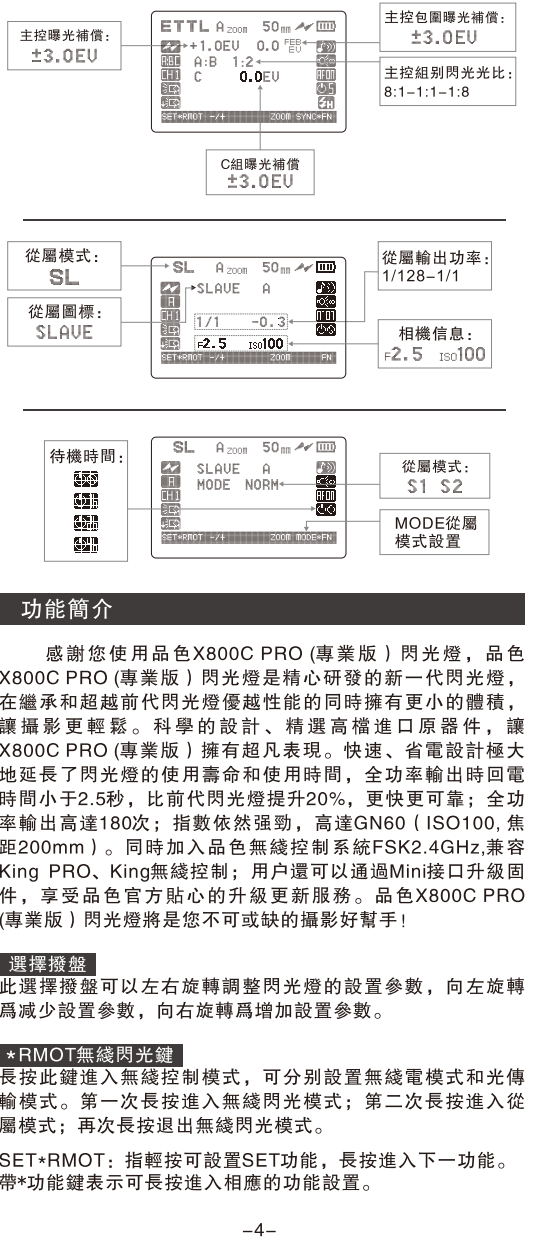 主控曝光補償：
±3.0EV
ETTL A ZOOM 50mm
+1.0EU 0.0 FEB EV
A:B 1:2
CH1 C 0.0EV
SET*RMOT -/+ ZOOM SYNC*FN
主控包圍曝光補償：
±3.0EV
主控組别閃光光比：
8:1–1:1–1:8
C組曝光補償
±3.0EV
從屬模式：
SL
從屬圖標：
SLAVE
SL A ZOOM 50mm
SLAVE A
A
CH1 1/1 -0.3
F2.5 ISO100
SET*RMOT -/+ ZOOM FN
從屬輸出功率：
1/128–1/1
相機信息：
F2.5 ISO100
待機時間：
SL A ZOOM 50mm
SLAVE A
A MODE NORM
CH1
SET*RMOT -/+ ZOOM MODE*FN
從屬模式：
S1 S2
MODE從屬
模式設置
功能簡介
感謝您使用品色X800C PRO (專業版）閃光燈，品色
X800C PRO (專業版）閃光燈是精心研發的新一代閃光燈，
在繼承和超越前代閃光燈優越性能的同時擁有更小的體積，
讓攝影更輕鬆。科學的設計、精選高檔進口原器件，讓
X800C PRO (專業版）擁有超凡表現。快速、省電設計極大
地延長了閃光燈的使用壽命和使用時間，全功率輸出時回電
時間小于2.5秒，比前代閃光燈提升20%，更快更可靠；全功
率輸出高達180次；指數依然强勁，高達GN60（ISO100, 焦
距200mm）。同時加入品色無綫控制系統FSK2.4GHz,兼容
King PRO、King無綫控制；用户還可以通過Mini接口升級固
件，享受品色官方貼心的升級更新服務。品色X800C PRO
(專業版）閃光燈將是您不可或缺的攝影好幫手！
選擇撥盤
此選擇撥盤可以左右旋轉調整閃光燈的設置參數，向左旋轉
爲减少設置參數，向右旋轉爲增加設置參數。
*RMOT無綫閃光鍵
長按此鍵進入無綫控制模式，可分别設置無綫電模式和光傳
輸模式。第一次長按進入無綫閃光模式；第二次長按進入從
屬模式；再次長按退出無綫閃光模式。
SET*RMOT：指輕按可設置SET功能，長按進入下一功能。
帶*功能鍵表示可長按進入相應的功能設置。
–4–